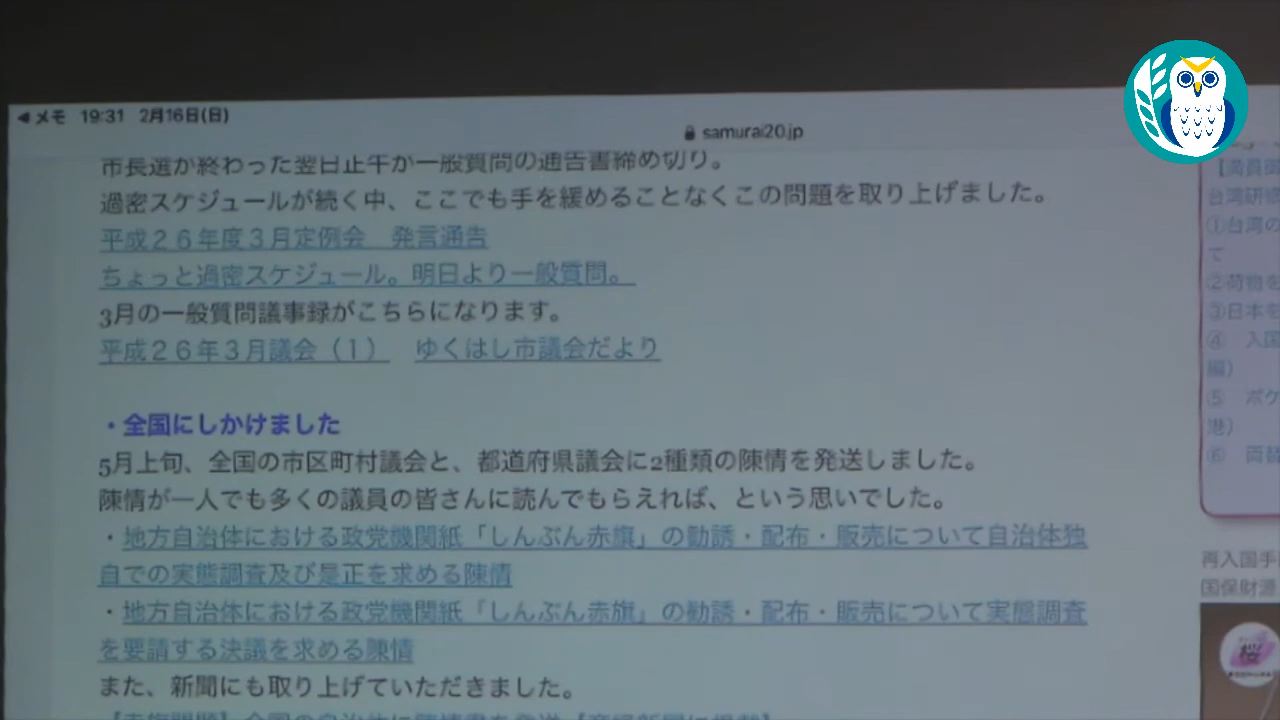 ◀メモ 19:31 2月16日(日)
samurai20.jp
市長選が終わった翌日正午が一般質問の通告書締め切り。
過密スケジュールが続く中、ここでも手を緩めることなくこの問題を取り上げました。
平成２６年度３月定例会　発言通告
ちょっと過密スケジュール。明日より一般質問。
3月の一般質問議事録がこちらになります。
平成２６年３月議会（１）　ゆくはし市議会だより
・全国にしかけました
5月上旬、全国の市区町村議会と、都道府県議会に2種類の陳情を発送しました。
陳情が一人でも多くの議員の皆さんに読んでもらえれば、という思いでした。
・地方自治体における政党機関紙「しんぶん赤旗」の勧誘・配布・販売について自治体独
自での実態調査及び是正を求める陳情
・地方自治体における政党機関紙「しんぶん赤旗」の勧誘・配布・販売について実態調査
を要請する決議を求める陳情
また、新聞にも取り上げていただきました。
台湾研修
①台湾の
て
②荷物を
③日本を
④　入国
編）
⑤　ポケ
港）
⑥　両替
再入国手
国保財源
桜